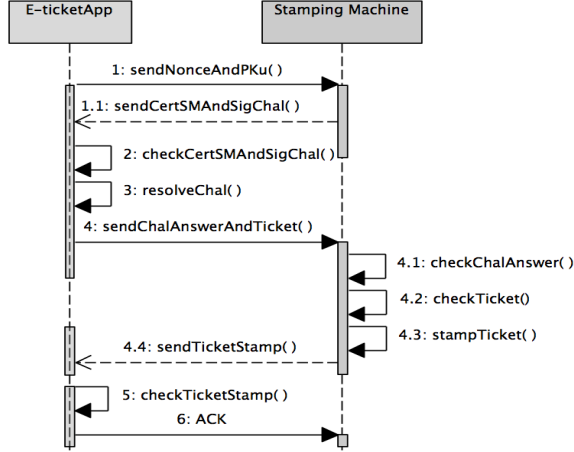 E-ticketApp
Stamping Machine
1: sendNonceAndPKu( )
1.1: sendCertSMAndSigChal( )
2: checkCertSMAndSigChal( )
3: resolveChal( )
4: sendChalAnswerAndTicket( )
4.1: checkChalAnswer( )
4.2: checkTicket()
4.3: stampTicket( )
4.4: sendTicketStamp( )
5: checkTicketStamp( )
6: ACK